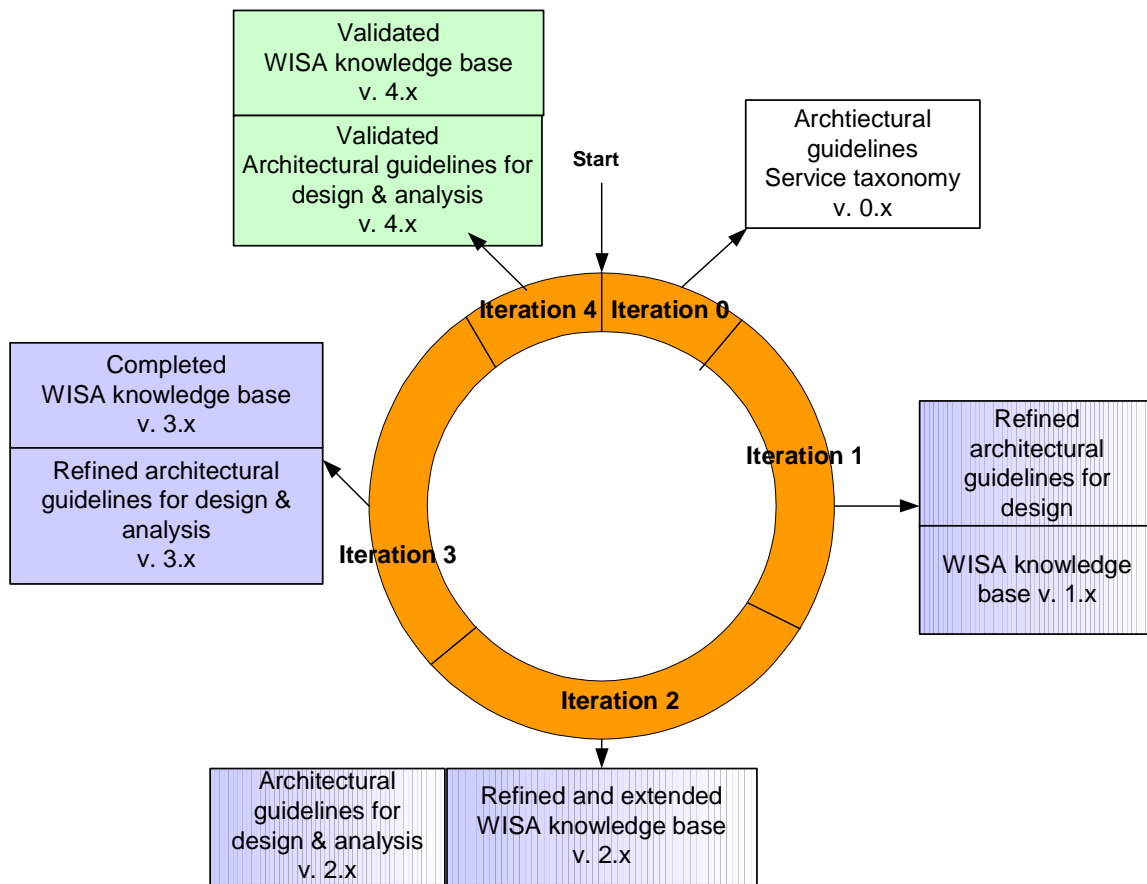 Validated
WISA knowledge base
v. 4.x
Validated
Architectural guidelines for
design & analysis
v. 4.x
Start
Archtiectural
guidelines
Service taxonomy
v. 0.x
Iteration 4
Iteration 0
Completed
WISA knowledge base
v. 3.x
Refined architectural
guidelines for design &
analysis
v. 3.x
Iteration 1
Refined
architectural
guidelines for
design
WISA knowledge
base v. 1.x
Iteration 3
Iteration 2
Architectural
guidelines for
design & analysis
v. 2.x
Refined and extended
WISA knowledge base
v. 2.x